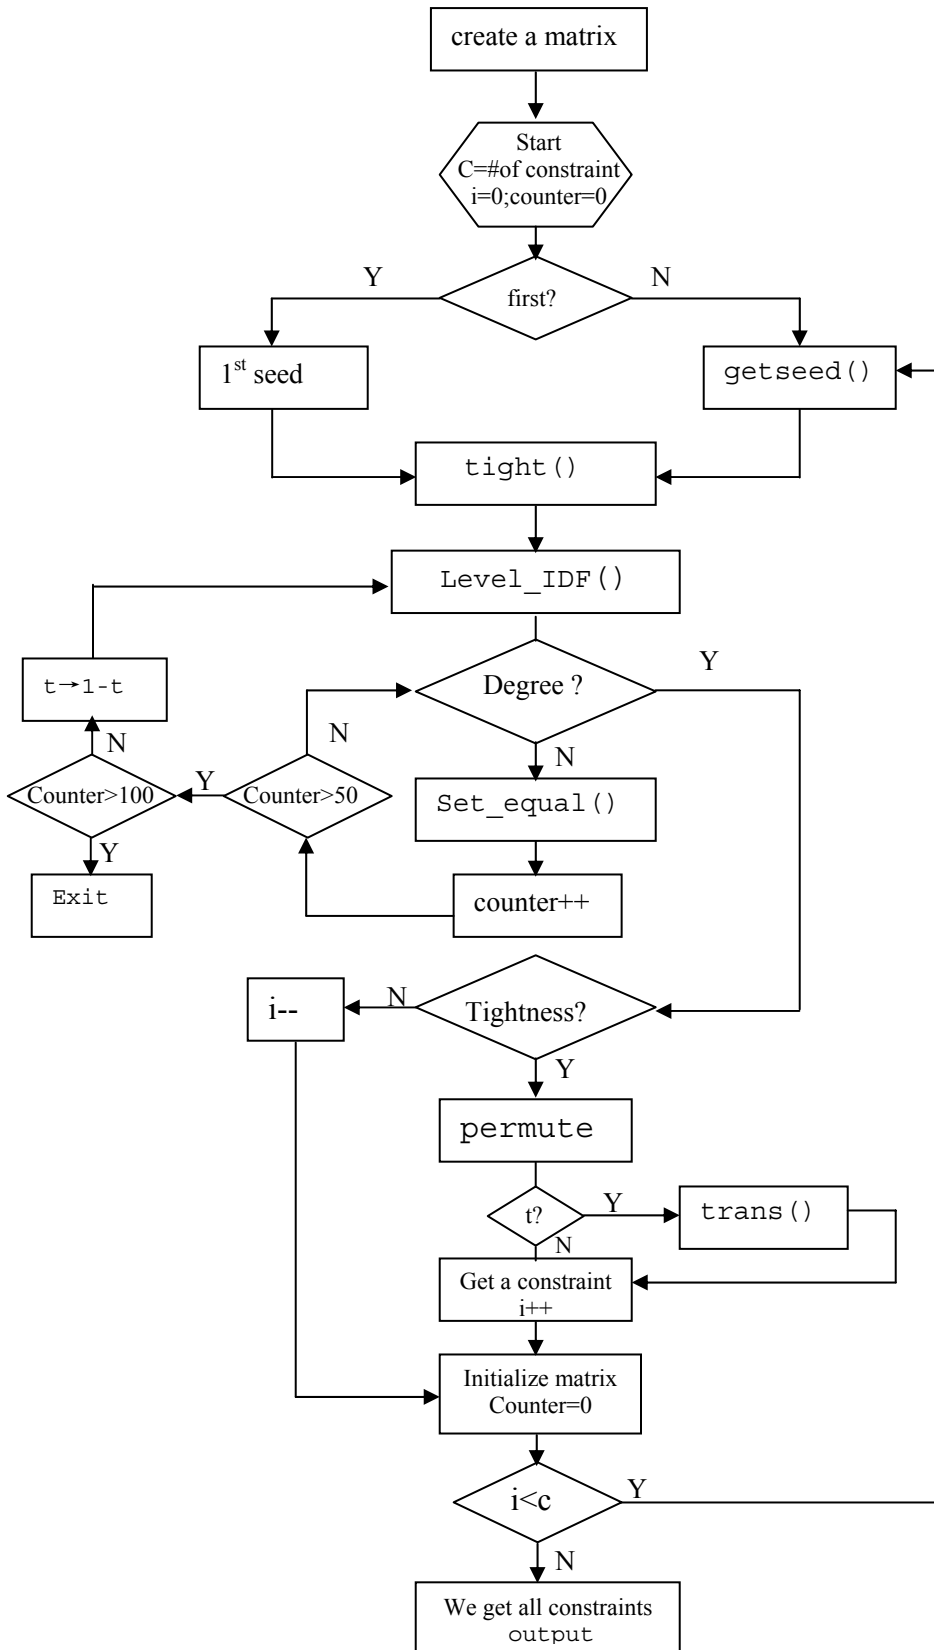 create a matrix
Start
C=#of constraint
i=0;counter=0
Y
N
first?
1st seed
getseed()
tight()
Level_IDF()
t→1-t
Degree ?
Y
N
N
N
Counter>100
Y
Counter>50
Set_equal()
Y
Exit
counter++
i--
N
Tightness?
Y
permute
t?
Y
trans()
N
Get a constraint
i++
Initialize matrix
Counter=0
i<c
Y
N
We get all constraints
output